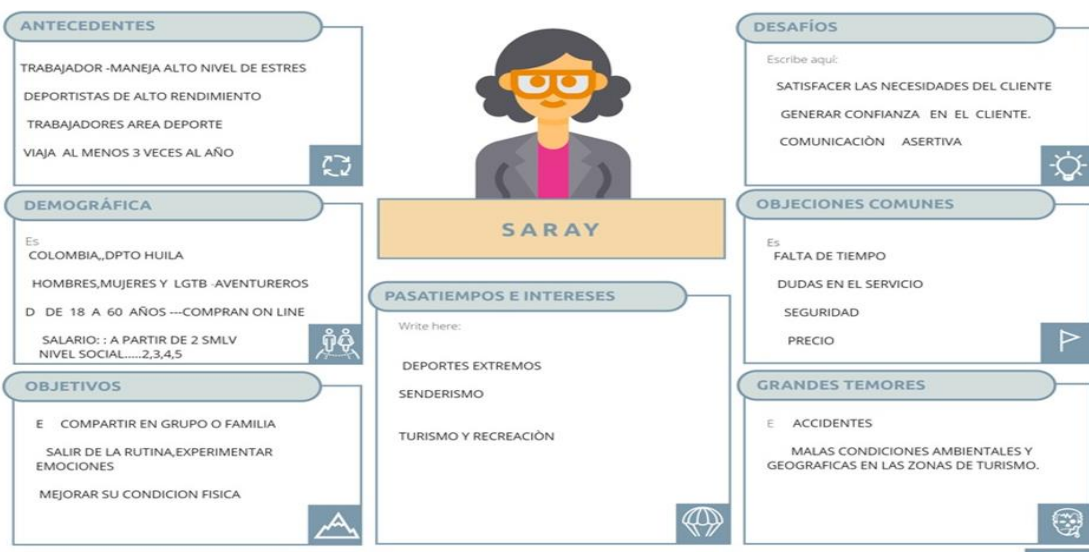 ANTECEDENTES
TRABAJADOR -MANEJA ALTO NIVEL DE ESTRES
DEPORTISTAS DE ALTO RENDIMIENTO
TRABAJADORES AREA DEPORTE
VIAJA AL MENOS 3 VECES AL AÑO
DEMOGRÁFICA
Es
COLOMBIA,,DPTO HUILA
HOMBRES,MUJERES Y LGTB -AVENTUREROS
D DE 18 A 60 AÑOS ---COMPRAN ON LINE
SALARIO: : A PARTIR DE 2 SMLV
NIVEL SOCIAL.....2,3,4,5
OBJETIVOS
E COMPARTIR EN GRUPO O FAMILIA
SALIR DE LA RUTINA,EXPERIMENTAR
EMOCIONES
MEJORAR SU CONDICION FISICA
SARAY
PASATIEMPOS E INTERESES
Write here:
DEPORTES EXTREMOS
SENDERISMO
TURISMO Y RECREACIÒN
DESAFÍOS
Escribe aquí:
SATISFACER LAS NECESIDADES DEL CLIENTE
GENERAR CONFIANZA EN EL CLIENTE.
COMUNICACIÒN ASERTIVA
OBJECIONES COMUNES
Es
FALTA DE TIEMPO
DUDAS EN EL SERVICIO
SEGURIDAD
PRECIO
GRANDES TEMORES
E ACCIDENTES
MALAS CONDICIONES AMBIENTALES Y
GEOGRAFICAS EN LAS ZONAS DE TURISMO.